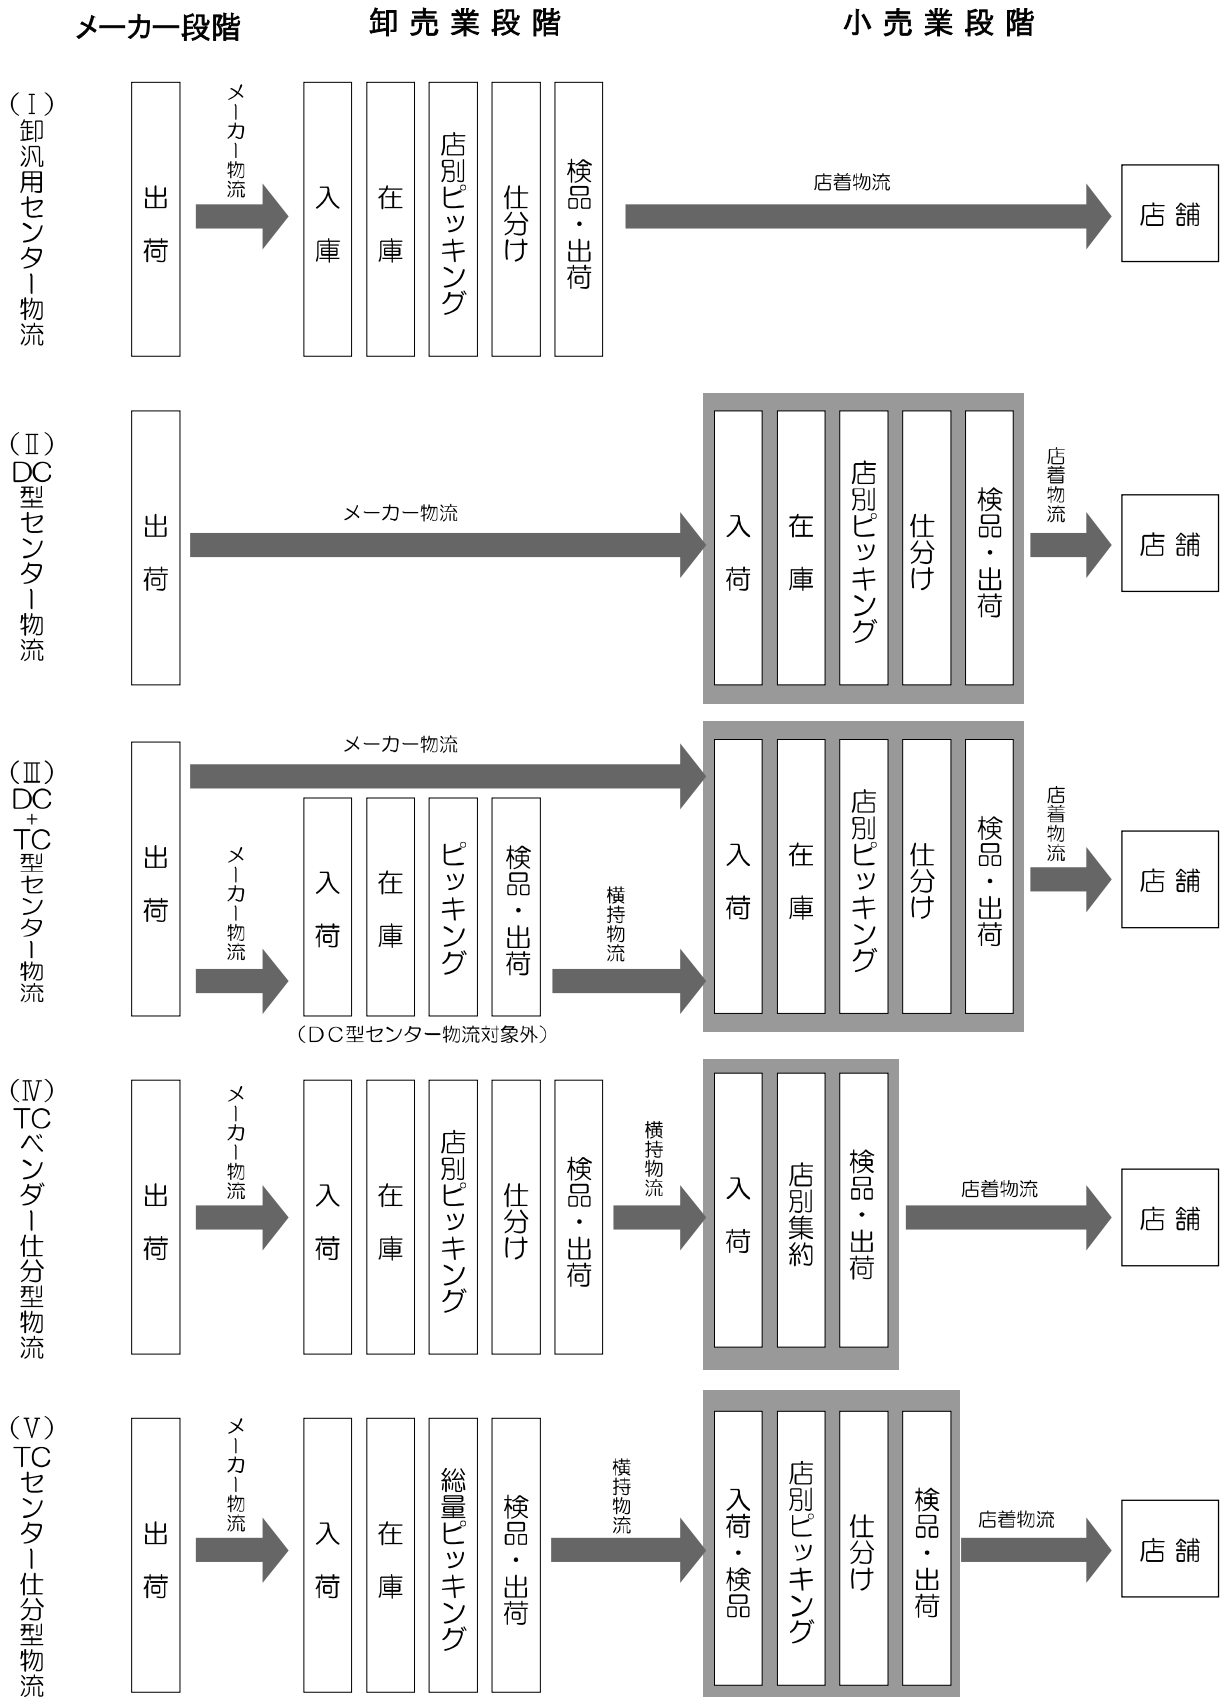 メーカー段階
卸売業段階
小売業段階
(Ⅰ)卸汎用センター物流
出荷
メーカー物流
入庫
在庫
店別ピッキング
仕分け
検品・出荷
店着物流
店舗
(Ⅱ)DC型センター物流
出荷
メーカー物流
入荷
在庫
店別ピッキング
仕分け
検品・出荷
店着物流
店舗
(Ⅲ)DC+TC型センター物流
出荷
メーカー物流
メーカー物流
入荷
在庫
ピッキング
検品・出荷
(DC型センター物流対象外)
横持物流
入荷
在庫
店別ピッキング
仕分け
検品・出荷
店着物流
店舗
(Ⅳ)TCベンダー仕分型物流
出荷
メーカー物流
入荷
在庫
店別ピッキング
仕分け
検品・出荷
横持物流
入荷
店別集約
検品・出荷
店着物流
店舗
(Ⅴ)TCセンター仕分型物流
出荷
メーカー物流
入荷
在庫
総量ピッキング
検品・出荷
横持物流
入荷・検品
店別ピッキング
仕分け
検品・出荷
店着物流
店舗